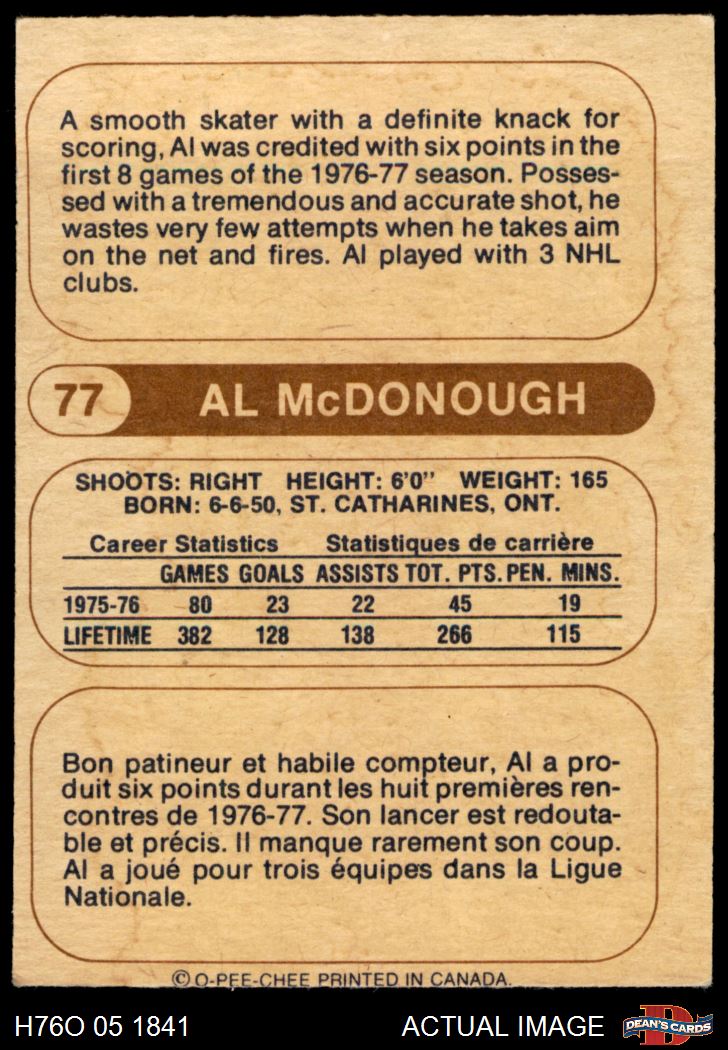 A smooth skater with a definite knack for
scoring, Al was credited with six points in the
first 8 games of the 1976-77 season. Posses-
sed with a tremendous and accurate shot, he
wastes very few attempts when he takes aim
on the net and fires. Al played with 3 NHL
clubs.
77 AL McDONOUGH
SHOOTS: RIGHT HEIGHT: 6'0" WEIGHT: 165
BORN: 6-6-50, ST. CATHARINES, ONT.
Career Statistics Statistiques de carrière
GAMES GOALS ASSISTS TOT. PTS. PEN. MINS.
1975-76 80 23 22 45 19
LIFETIME 382 128 138 266 115
Bon patineur et habile compteur, Al a pro-
duit six points durant les huit premières ren-
contres de 1976-77. Son lancer est redouta-
ble et précis. Il manque rarement son coup.
Al a joué pour trois équipes dans la Ligue
Nationale.
© O-PEE-CHEE PRINTED IN CANADA.
H76O 05 1841 ACTUAL IMAGE D DEAN'S CARDS